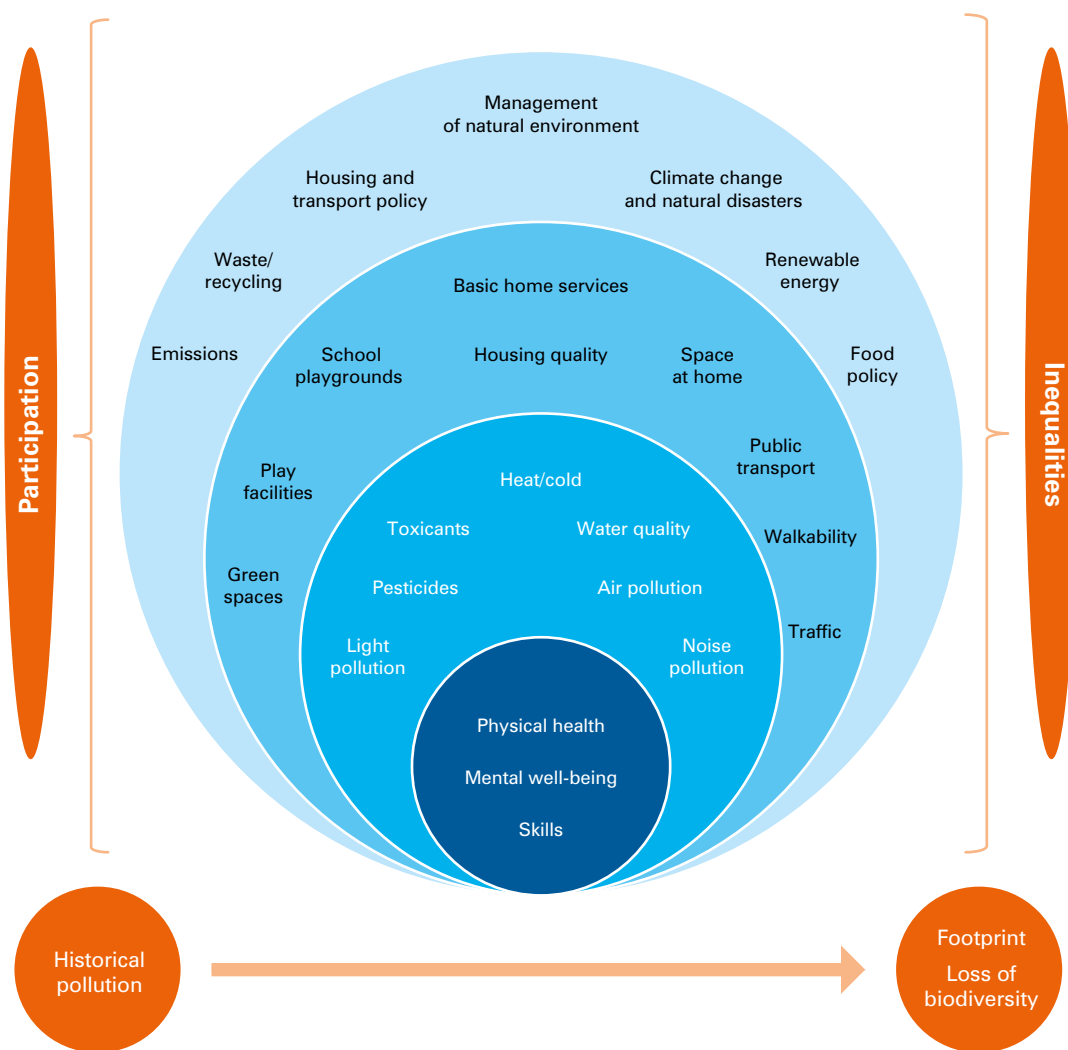 Management
of natural environment
Housing and
transport policy
Climate change
and natural disasters
Waste/
recycling
Renewable
energy
Emissions
Food
policy
Basic home services
School
playgrounds
Housing quality
Space
at home
Play
facilities
Public
transport
Green
spaces
Walkability
Traffic
Heat/cold
Toxicants
Water quality
Pesticides
Air pollution
Light
pollution
Noise
pollution
Physical health
Mental well-being
Skills
Participation
Inequalities
Historical
pollution
Footprint
Loss of
biodiversity